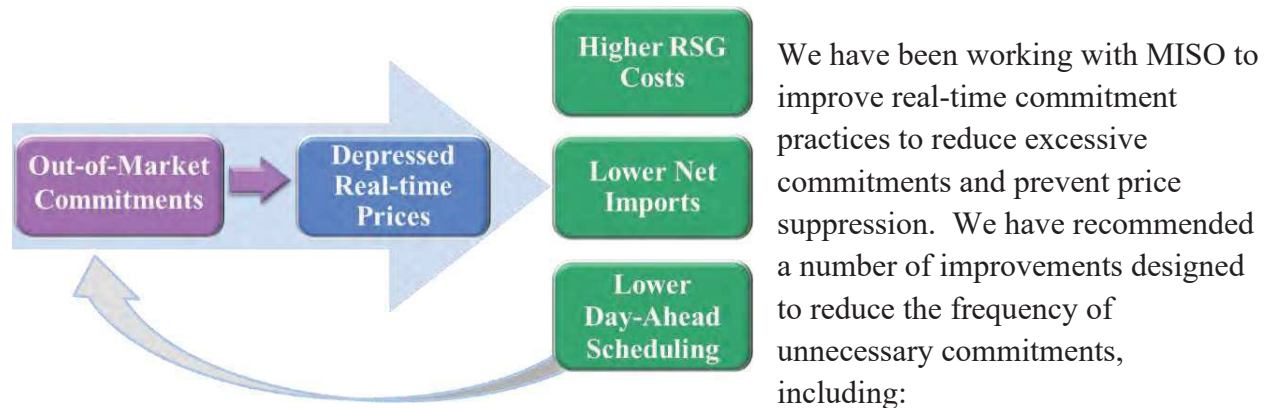 Out-of-Market
Commitments
Depressed
Real-time
Prices
Higher RSG
Costs
Lower Net
Imports
Lower
Day-Ahead
Scheduling
We have been working with MISO to
improve real-time commitment
practices to reduce excessive
commitments and prevent price
suppression.  We have recommended
a number of improvements designed
to reduce the frequency of
unnecessary commitments,
including: